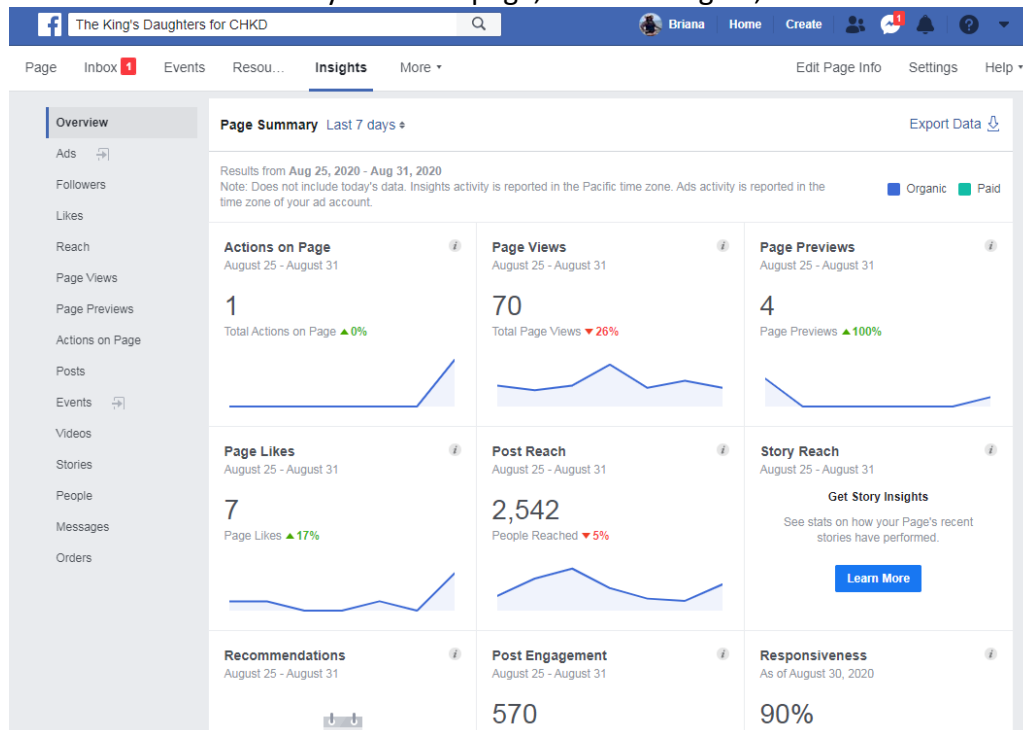 The King's Daughters for CHKD
Briana Home Create 1
Page Inbox 1 Events Resou... Insights More Edit Page Info Settings Help
Overview
Ads
Followers
Likes
Reach
Page Views
Page Previews
Actions on Page
Posts
Events
Videos
Stories
People
Messages
Orders
Page Summary Last 7 days
Export Data
Results from Aug 25, 2020 - Aug 31, 2020
Note: Does not include today's data. Insights activity is reported in the Pacific time zone. Ads activity is reported in the
time zone of your ad account.
Organic Paid
Actions on Page
August 25 - August 31
1
Total Actions on Page ▲ 0%
Page Views
August 25 - August 31
70
Total Page Views ▼ 26%
Page Previews
August 25 - August 31
4
Page Previews ▲ 100%
Page Likes
August 25 - August 31
7
Page Likes ▲ 17%
Post Reach
August 25 - August 31
2,542
People Reached ▼ 5%
Story Reach
August 25 - August 31
Get Story Insights
See stats on how your Page's recent
stories have performed.
Learn More
Recommendations
August 25 - August 31
Post Engagement
August 25 - August 31
570
Responsiveness
As of August 30, 2020
90%